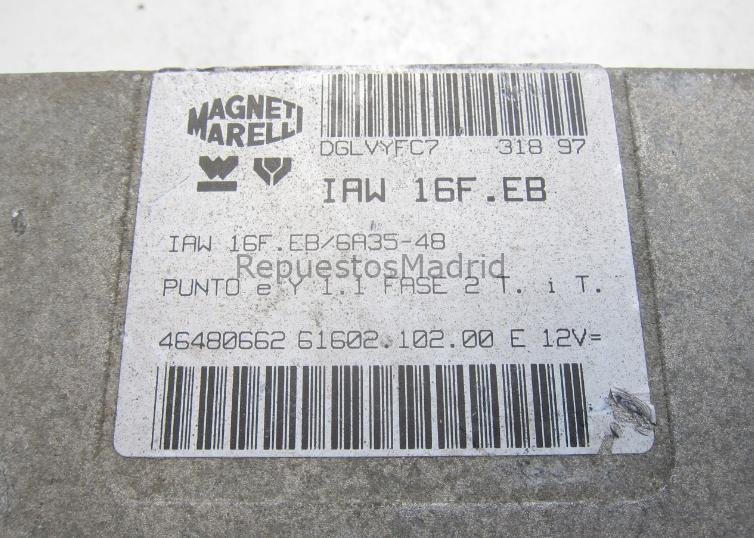 MAGNETI
MARELLI
DGLVYFC7 318 97
IAW 16F.EB
IAW 16F.EB/6A35-48
RepuestosMadrid
PUNTO e Y 1.1 FASE 2 T. i T.
46480662 61602.102.00 E 12V=